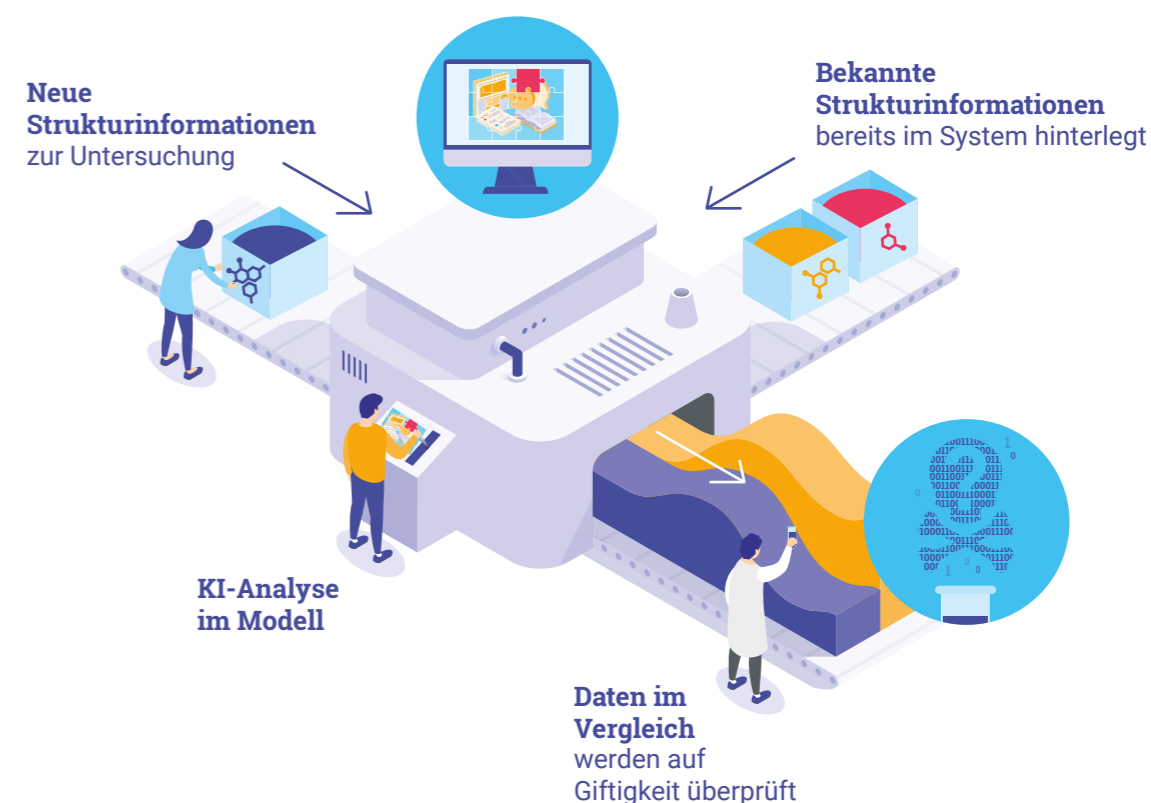 Neue
Strukturinformationen
zur Untersuchung
Bekannte
Strukturinformationen
bereits im System hinterlegt
KI-Analyse
im Modell
Daten im
Vergleich
werden auf
Giftigkeit überprüft